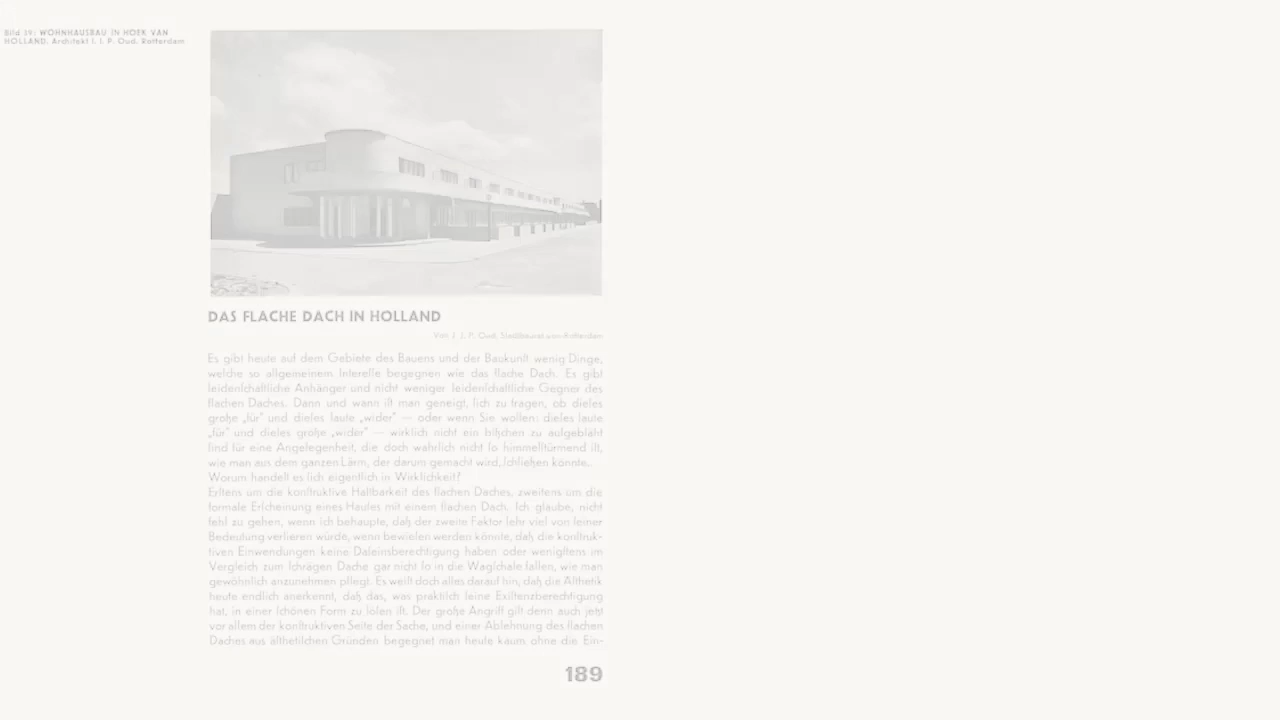 Bild 19: WOHNHAUSBAU IN HOEK VAN
HOLLAND. Architekt I. I. P. Oud, Rotterdam
DAS FLACHE DACH IN HOLLAND
Von I. I. P. Oud, Stadtbaurat von Rotterdam
Es gibt heute auf dem Gebiete des Bauens und der Baukunſt wenig Dinge,
welche so allgemeinem Intereſſe begegnen wie das flache Dach. Es gibt
leidenſchaftliche Anhänger und nicht weniger leidenſchaftliche Gegner des
flachen Daches. Dann und wann iſt man geneigt, ſich zu fragen, ob dieſes
große „für" und dieſes laute „wider" — oder wenn Sie wollen: dieſes laute
„für" und dieſes große „wider" — wirklich nicht ein bißchen zu aufgebläht
ſind für eine Angelegenheit, die doch wahrlich nicht ſo himmelſtürmend iſt,
wie man aus dem ganzen Lärm, der darum gemacht wird, ſchließen könnte.
Worum handelt es ſich eigentlich in Wirklichkeit?
Erſtens um die konſtruktive Haltbarkeit des flachen Daches, zweitens um die
formale Erſcheinung eines Hauſes mit einem flachen Dach. Ich glaube, nicht
fehl zu gehen, wenn ich behaupte, daß der zweite Faktor ſehr viel von ſeiner
Bedeutung verlieren würde, wenn bewieſen werden könnte, daß die konſtruk-
tiven Einwendungen keine Daſeinsberechtigung haben oder wenigſtens im
Vergleich zum ſchrägen Dache gar nicht ſo in die Wagſchale fallen, wie man
gewöhnlich anzunehmen pflegt. Es weiſt doch alles darauf hin, daß die Äſthetik
heute endlich anerkennt, daß das, was praktiſch ſeine Exiſtenzberechtigung
hat, in einer ſchönen Form zu löſen iſt. Der große Angriff gilt denn auch jetzt
vor allem der konſtruktiven Seite der Sache, und einer Ablehnung des flachen
Daches aus äſthetiſchen Gründen begegnet man heute kaum ohne die Ein-
189